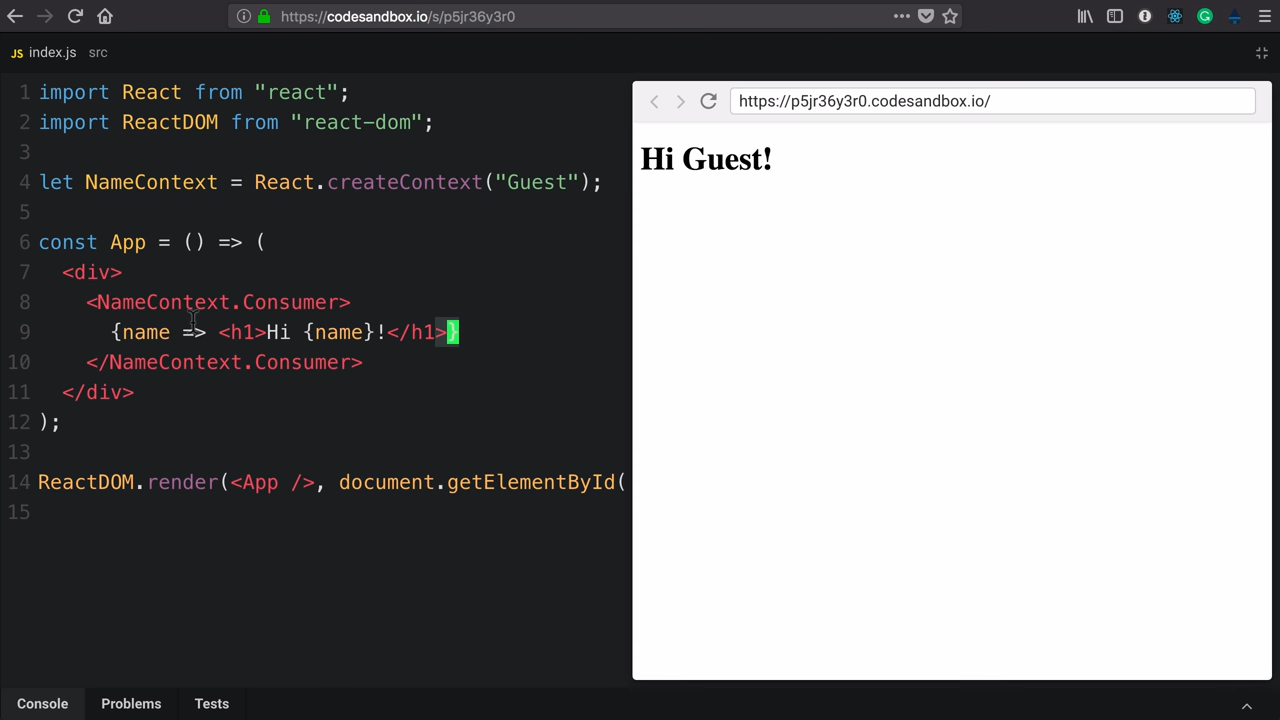 https://codesandbox.io/s/p5jr36y3r0
JS index.js src
1 import React from "react";
2 import ReactDOM from "react-dom";
3
4 let NameContext = React.createContext("Guest");
5
6 const App = () => (
7 <div>
8 <NameContext.Consumer>
9 {name => <h1>Hi {name}!</h1>}
10 </NameContext.Consumer>
11 </div>
12 );
13
14 ReactDOM.render(<App />, document.getElementById(
15
https://p5jr36y3r0.codesandbox.io/
Hi Guest!
Console Problems Tests